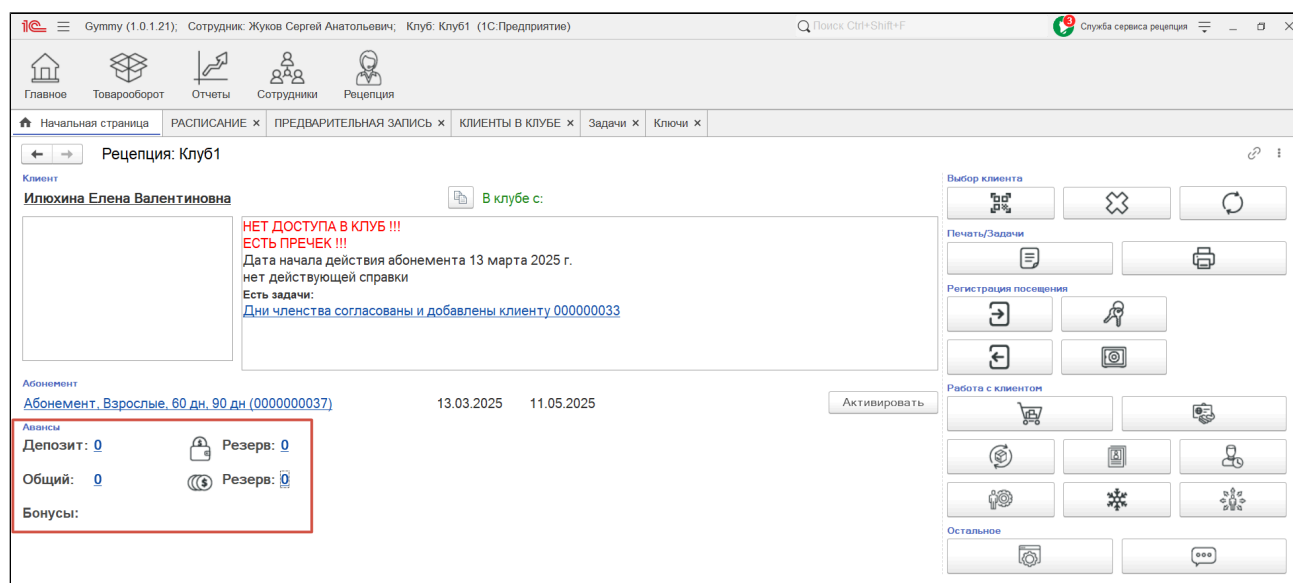 1С Gymmy (1.0.1.21); Сотрудник: Жуков Сергей Анатольевич; Клуб: Клуб1 (1С:Предприятие) Поиск Ctrl+Shift+F 3 Служба сервиса рецепция
Главное Товарооборот Отчеты Сотрудники Рецепция
Начальная страница РАСПИСАНИЕ × ПРЕДВАРИТЕЛЬНАЯ ЗАПИСЬ × КЛИЕНТЫ В КЛУБЕ × Задачи × Ключи ×
Рецепция: Клуб1
Клиент
Илюхина Елена Валентиновна В клубе с:
НЕТ ДОСТУПА В КЛУБ !!!
ЕСТЬ ПРЕЧЕК !!!
Дата начала действия абонемента 13 марта 2025 г.
нет действующей справки
Есть задачи:
Дни членства согласованы и добавлены клиенту 000000033
Абонемент
Абонемент, Взрослые, 60 дн, 90 дн (0000000037) 13.03.2025 11.05.2025 Активировать
Авансы
Депозит: 0 Резерв: 0
Общий: 0 Резерв: 0
Бонусы:
Выбор клиента
Печать/Задачи
Регистрация посещения
Работа с клиентом
Остальное